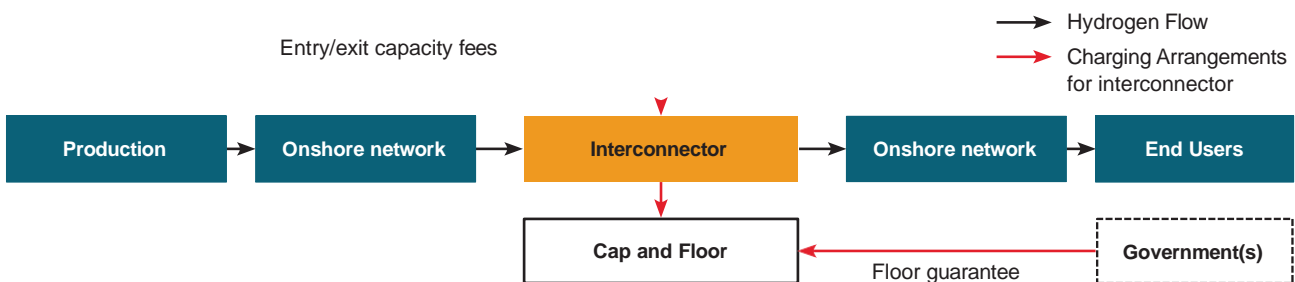 Hydrogen Flow
Entry/exit capacity fees
Charging Arrangements
for interconnector
Production
Onshore network
Interconnector
Onshore network
End Users
Cap and Floor
Government(s)
Floor guarantee